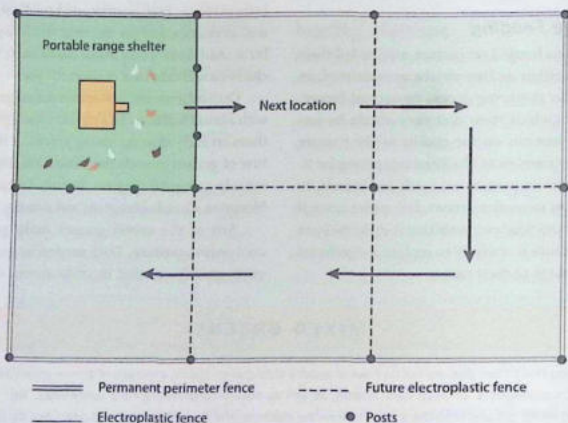 Portable range shelter
Next location
Permanent perimeter fence
Future electroplastic fence
Electroplastic fence
Posts